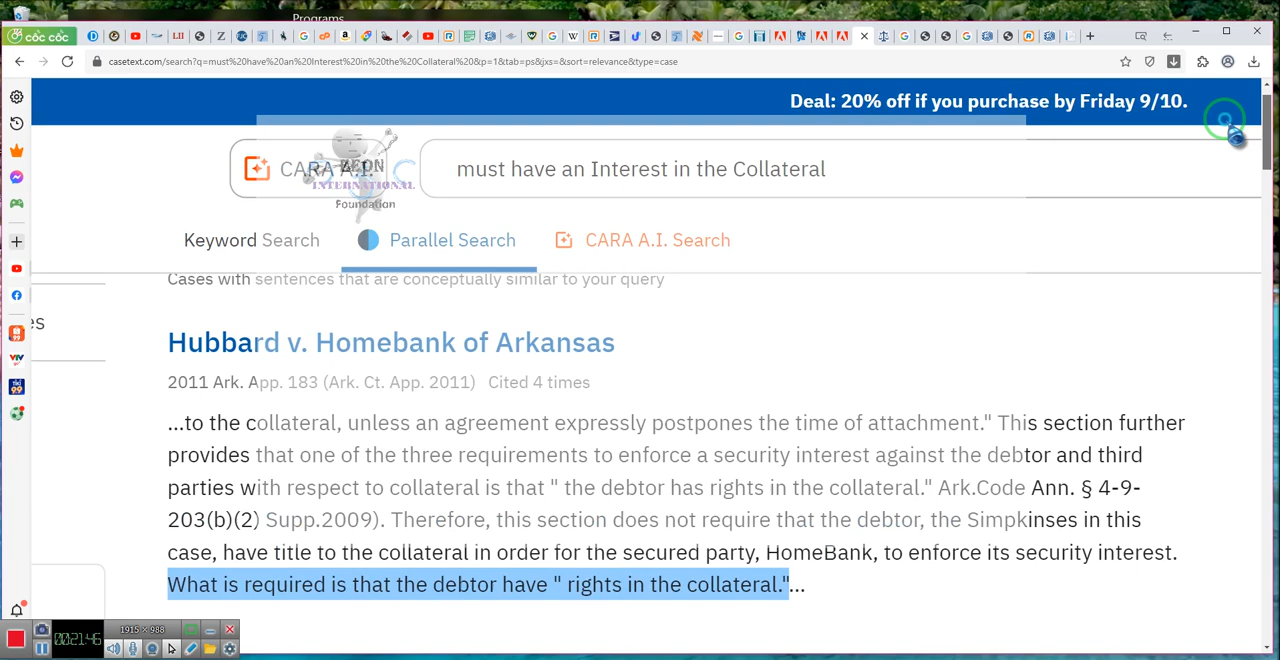 Programs
cốc cốc
casetext.com/search?q=must%20have%20an%20Interest%20in%20the%20Collateral%20&p=1&tab=ps&jxs=&sort=relevance&type=case
Deal: 20% off if you purchase by Friday 9/10.
CARA A.I.
must have an Interest in the Collateral
ZEON
INTERNATIONAL
Foundation
Keyword Search
Parallel Search
CARA A.I. Search
Cases with sentences that are conceptually similar to your query
es
Hubbard v. Homebank of Arkansas
2011 Ark. App. 183 (Ark. Ct. App. 2011) Cited 4 times
...to the collateral, unless an agreement expressly postpones the time of attachment." This section further
provides that one of the three requirements to enforce a security interest against the debtor and third
parties with respect to collateral is that " the debtor has rights in the collateral." Ark.Code Ann. § 4-9-
203(b)(2) Supp.2009). Therefore, this section does not require that the debtor, the Simpkinses in this
case, have title to the collateral in order for the secured party, HomeBank, to enforce its security interest.
What is required is that the debtor have " rights in the collateral."...
00:21:46
1915 x 988